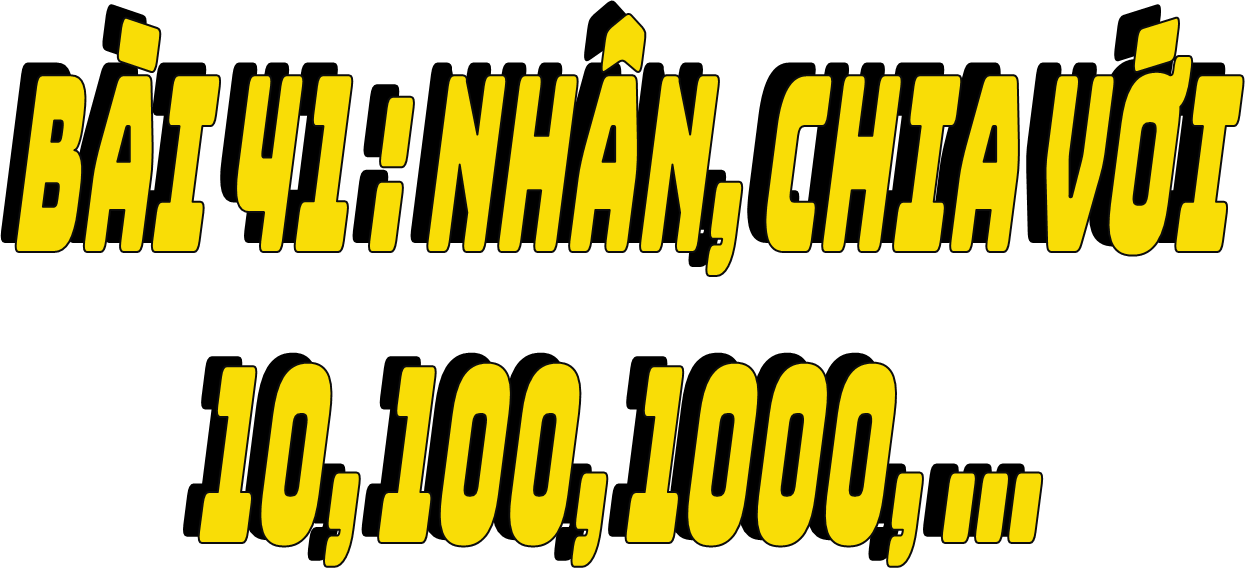 BÀI 41: NHÂN, CHIA VỚI
10, 100, 1000, ...